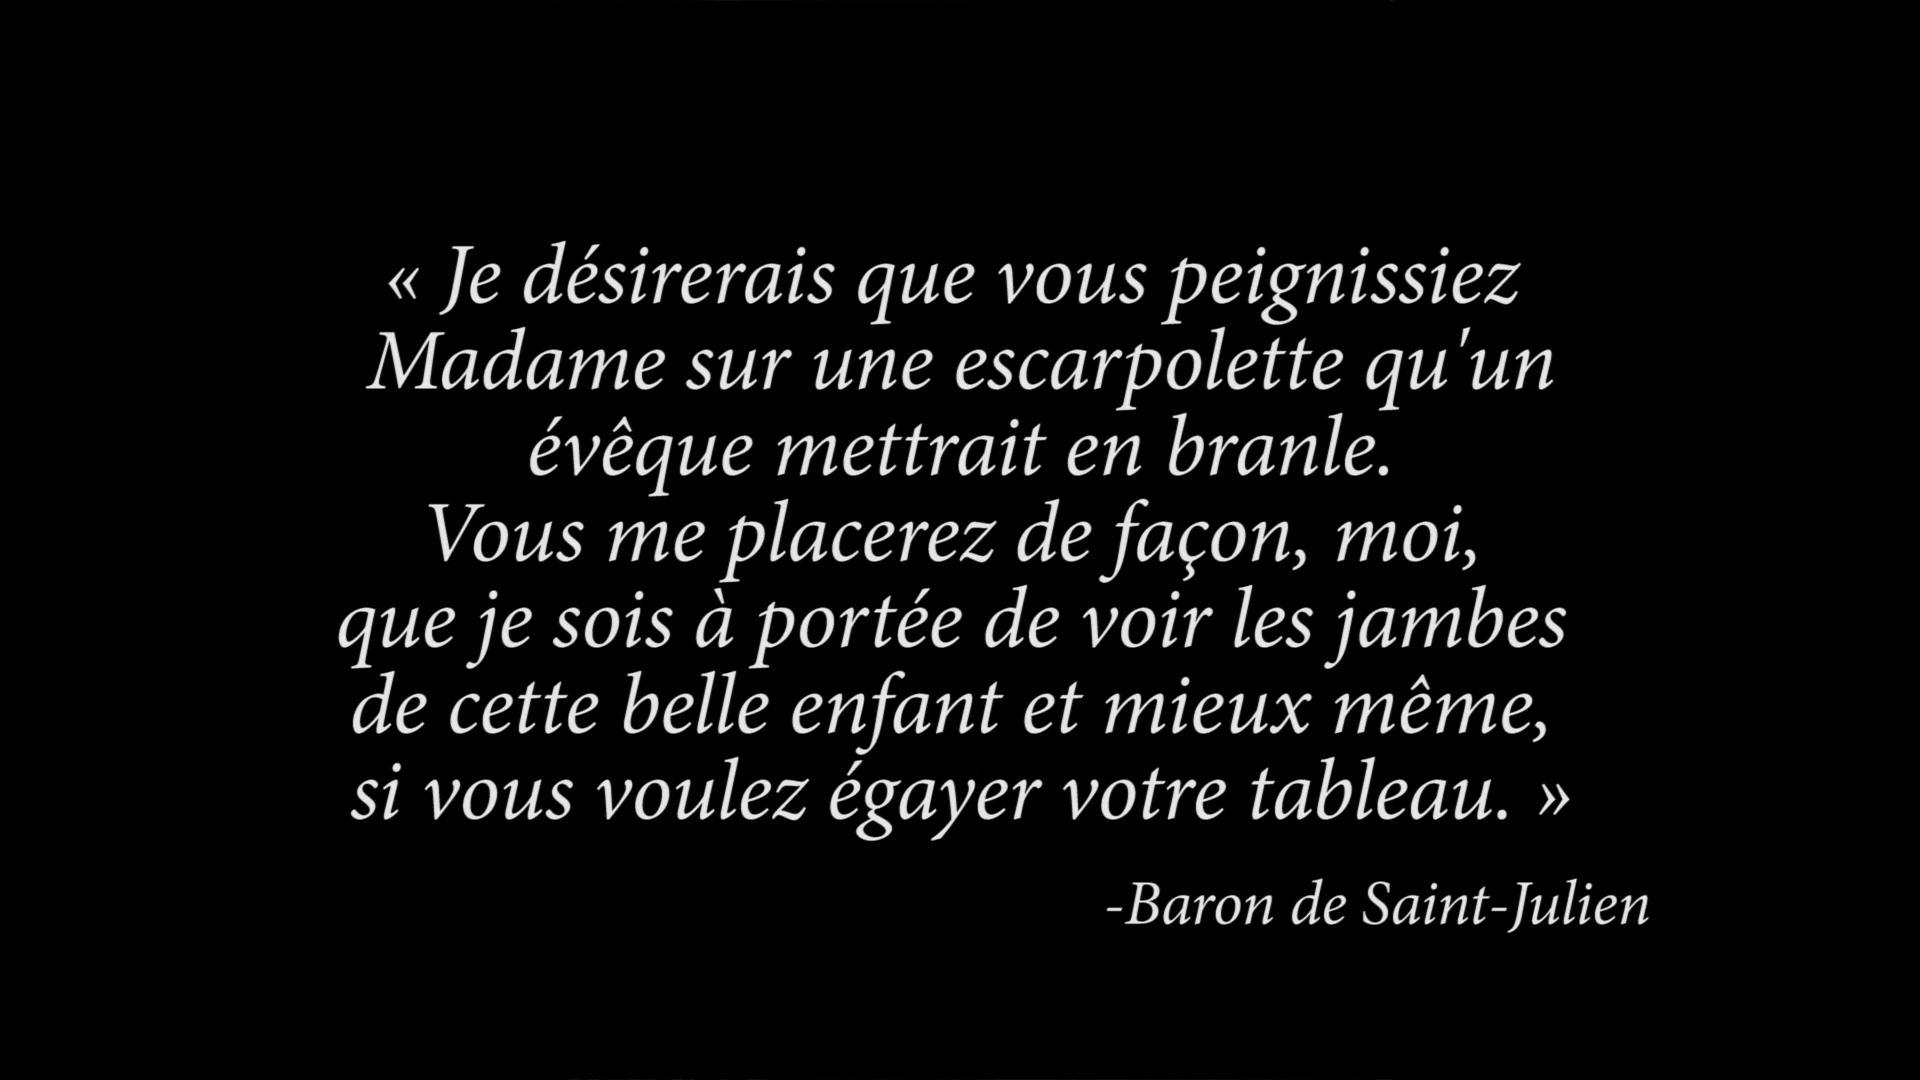 « Je désirerais que vous peignissiez
Madame sur une escarpolette qu'un
évêque mettrait en branle.
Vous me placerez de façon, moi,
que je sois à portée de voir les jambes
de cette belle enfant et mieux même,
si vous voulez égayer votre tableau. »
-Baron de Saint-Julien